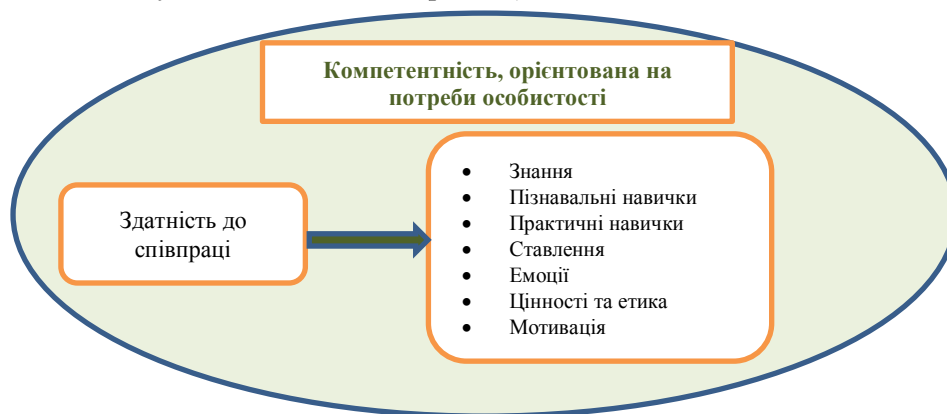 Компетентність, орієнтована на
потреби особистості
Здатність до
співпраці
• Знання
• Пізнавальні навички
• Практичні навички
• Ставлення
• Емоції
• Цінності та етика
• Мотивація